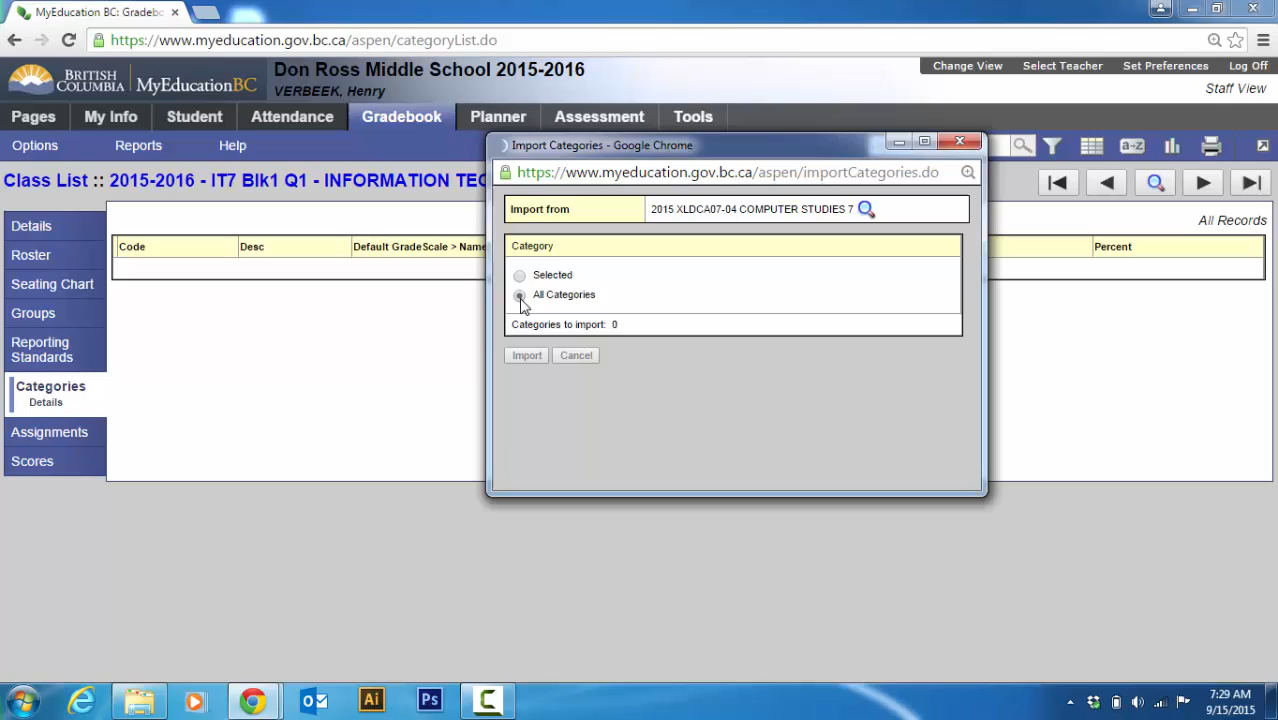 MyEducation BC: Gradebo
https://www.myeducation.gov.bc.ca/aspen/categoryList.do
BRITISH COLUMBIA MyEducationBC
Don Ross Middle School 2015-2016
VERBEEK, Henry
Change View Select Teacher Set Preferences Log Off
Staff View
Pages My Info Student Attendance Gradebook Planner Assessment Tools
Options Reports Help
a-z
Class List :: 2015-2016 - IT7 Blk1 Q1 - INFORMATION TEC
All Records
Details
Roster
Seating Chart
Groups
Reporting
Standards
Categories
Details
Assignments
Scores
Code Desc Default GradeScale > Name Percent
Import Categories - Google Chrome
https://www.myeducation.gov.bc.ca/aspen/importCategories.do
Import from 2015 XLDCA07-04 COMPUTER STUDIES 7
Category
Selected
All Categories
Categories to import: 0
Import Cancel
Ai
Ps
7:29 AM
9/15/2015